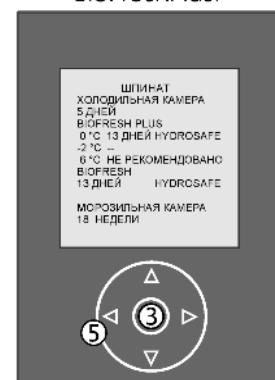 ШПИНАТ
ХОЛОДИЛЬНАЯ КАМЕРА
5 ДНЕЙ
BIOFRESH PLUS
0 °C 13 ДНЕЙ HYDROSAFE
-2 °C --
6 °C НЕ РЕКОМЕНДОВАНО
BIOFRESH
13 ДНЕЙ HYDROSAFE
МОРОЗИЛЬНАЯ КАМЕРА
18 НЕДЕЛИ
3
5